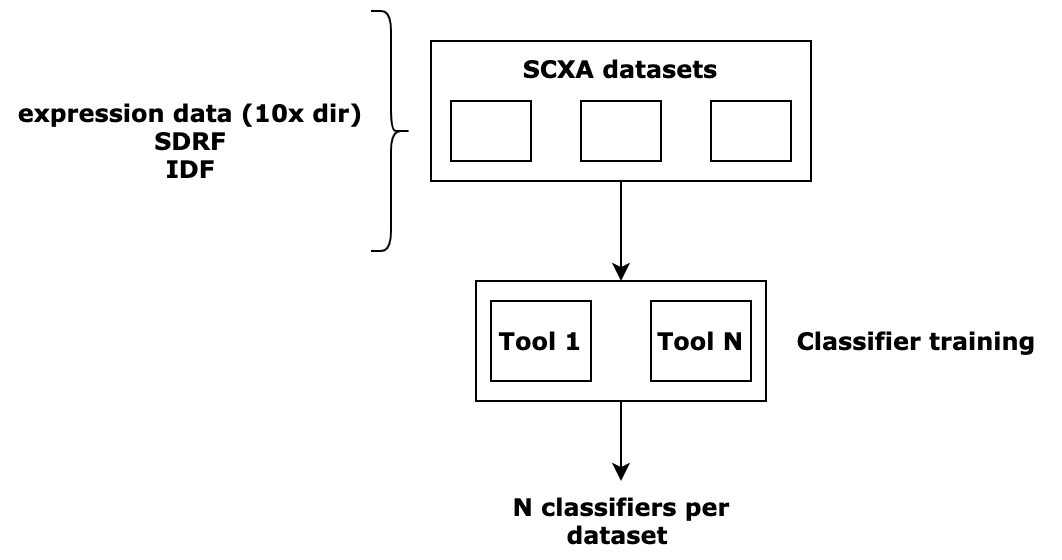 SCXA datasets
expression data (10x dir)
SDRF
IDF
Tool 1
Tool N
Classifier training
N classifiers per
dataset